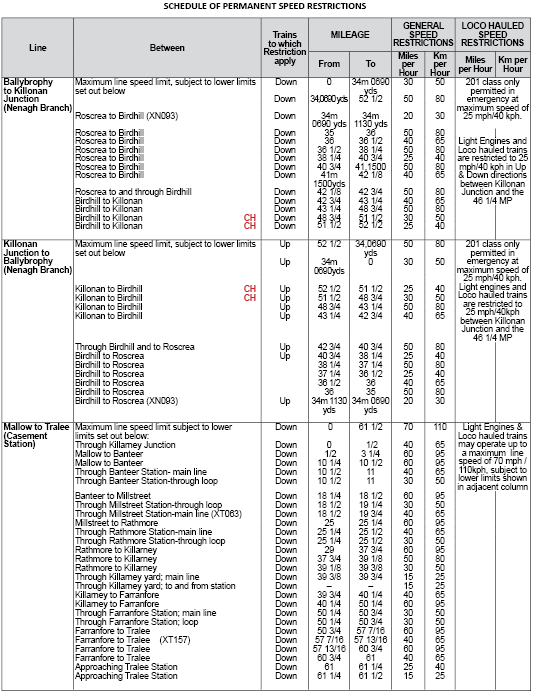 SCHEDULE OF PERMANENT SPEED RESTRICTIONS
Line Between Trains to which Restriction apply MILEAGE From To GENERAL SPEED RESTRICTIONS Miles per Hour Km per Hour LOCO HAULED SPEED RESTRICTIONS Miles per Hour Km per Hour
Ballybrophy to Killonan Junction (Nenagh Branch)
Maximum line speed limit, subject to lower limits set out below Down 0 34m 0690 yds 30 50
Down 34,0690yds 52 1/2 50 80
Roscrea to Birdhill (XN093) Down 34m 0690 yds 34m 1130 yds 20 30
Roscrea to Birdhill Down 35 36 50 80
Roscrea to Birdhill Down 36 36 1/2 40 65
Roscrea to Birdhill Down 36 1/2 38 1/4 50 80
Roscrea to Birdhill Down 38 1/4 40 3/4 25 40
Roscrea to Birdhill Down 40 3/4 41,1500 50 80
Roscrea to Birdhill Down 41m 1500yds 42 1/8 40 65
Roscrea to and through Birdhill Down 42 1/8 42 3/4 50 80
Birdhill to Killonan Down 42 3/4 43 1/4 40 65
Birdhill to Killonan Down 43 1/4 48 3/4 50 80
Birdhill to Killonan CH Down 48 3/4 51 1/2 30 50
Birdhill to Killonan CH Down 51 1/2 52 1/2 25 40
201 class only permitted in emergency at maximum speed of 25 mph/40 kph.
Light Engines and Loco hauled trains are restricted to 25 mph/40 kph in Up & Down directions between Killonan Junction and the 46 1/4 MP
Killonan Junction to Ballybrophy (Nenagh Branch)
Maximum line speed limit, subject to lower limits set out below Up 52 1/2 34,0690 yds 50 80
Up 34m 0690yds 0 30 50
Killonan to Birdhill CH Up 52 1/2 51 1/2 25 40
Killonan to Birdhill CH Up 51 1/2 48 3/4 30 50
Killonan to Birdhill Up 48 3/4 43 1/4 50 80
Killonan to Birdhill Up 43 1/4 42 3/4 40 65
Through Birdhill and to Roscrea Up 42 3/4 40 3/4 50 80
Birdhill to Roscrea Up 40 3/4 38 1/4 25 40
Birdhill to Roscrea 38 1/4 37 1/4 50 80
Birdhill to Roscrea 37 1/4 36 1/2 25 40
Birdhill to Roscrea 36 1/2 36 40 65
Birdhill to Roscrea 36 35 50 80
Birdhill to Roscrea (XN093) Up 34m 1130 yds 34m 0690 yds 20 30
201 class only permitted in emergency at maximum speed of 25 mph/40 kph.
Light engines and Loco hauled trains are restricted to 25 mph/40kph between Killonan Junction and the 46 1/4 MP
Mallow to Tralee (Casement Station)
Maximum line speed limit subject to lower limits set out below: Down 0 61 1/2 70 110
Through Killarney Junction Down 0 1/2 40 65
Mallow to Banteer Down 1/2 3 1/4 60 95
Mallow to Banteer Down 10 1/4 10 1/2 60 95
Through Banteer Station- main line Down 10 1/2 11 40 65
Through Banteer Station-through loop Down 10 1/2 11 30 50
Banteer to Millstreet Down 18 1/4 18 1/2 60 95
Through Millstreet Station-through loop Down 18 1/2 19 1/4 30 50
Through Millstreet Station-main line (XT063) Down 18 1/2 19 3/4 40 65
Millstreet to Rathmore Down 25 25 1/4 60 95
Through Rathmore Station-main line Down 25 1/4 25 1/2 40 65
Through Rathmore Station-through loop Down 25 1/4 25 1/2 30 50
Rathmore to Killarney Down 29 37 3/4 60 95
Rathmore to Killarney Down 37 3/4 39 1/8 50 80
Rathmore to Killarney Down 39 1/8 39 3/8 30 50
Through Killarney yard; main line Down 39 3/8 39 3/4 15 25
Through Killarney yard; to and from station Down – – 15 25
Killarney to Farranfore Down 39 3/4 40 1/4 40 65
Killarney to Farranfore Down 40 1/4 50 1/4 60 95
Through Farranfore Station; main line Down 50 1/4 50 3/4 30 50
Through Farranfore Station; loop Down 50 1/4 50 3/4 30 50
Farranfore to Tralee Down 50 3/4 57 7/16 60 95
Farranfore to Tralee (XT157) Down 57 7/16 57 13/16 40 65
Farranfore to Tralee Down 57 13/16 60 3/4 60 95
Farranfore to Tralee Down 60 3/4 61 40 65
Approaching Tralee Station Down 61 61 1/4 25 40
Approaching Tralee Station Down 61 1/4 61 1/2 15 25
Light Engines & Loco hauled trains may operate up to a maximum line speed of 70 mph / 110kph, subject to lower limits shown in adjacent column